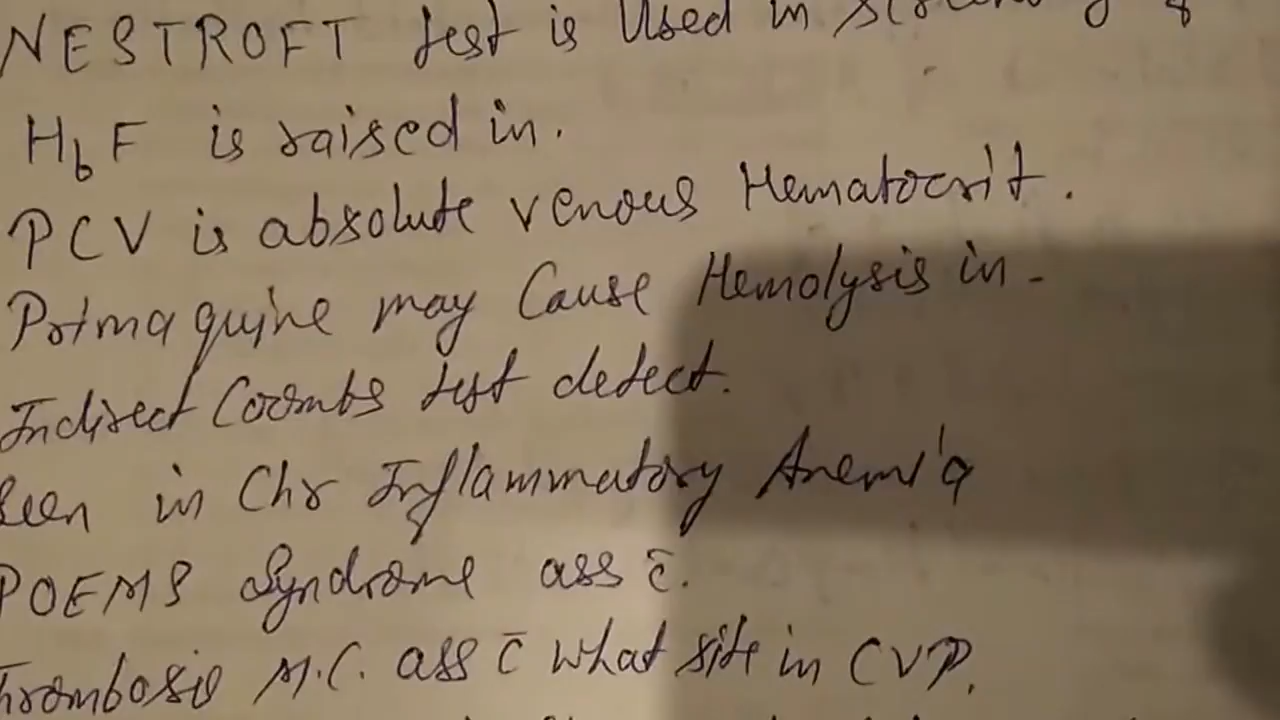 NESTROFT test is Used in
HbF is raised in.
PCV is absolute venous Hematocrit.
Primaquine may Cause Hemolysis in -
Indirect Coombs test detect.
Seen in Chr Inflammatory Anemia
POEMS Syndrome ass c̄.
Thrombosis M.C. ass c̄ what site in CVP.